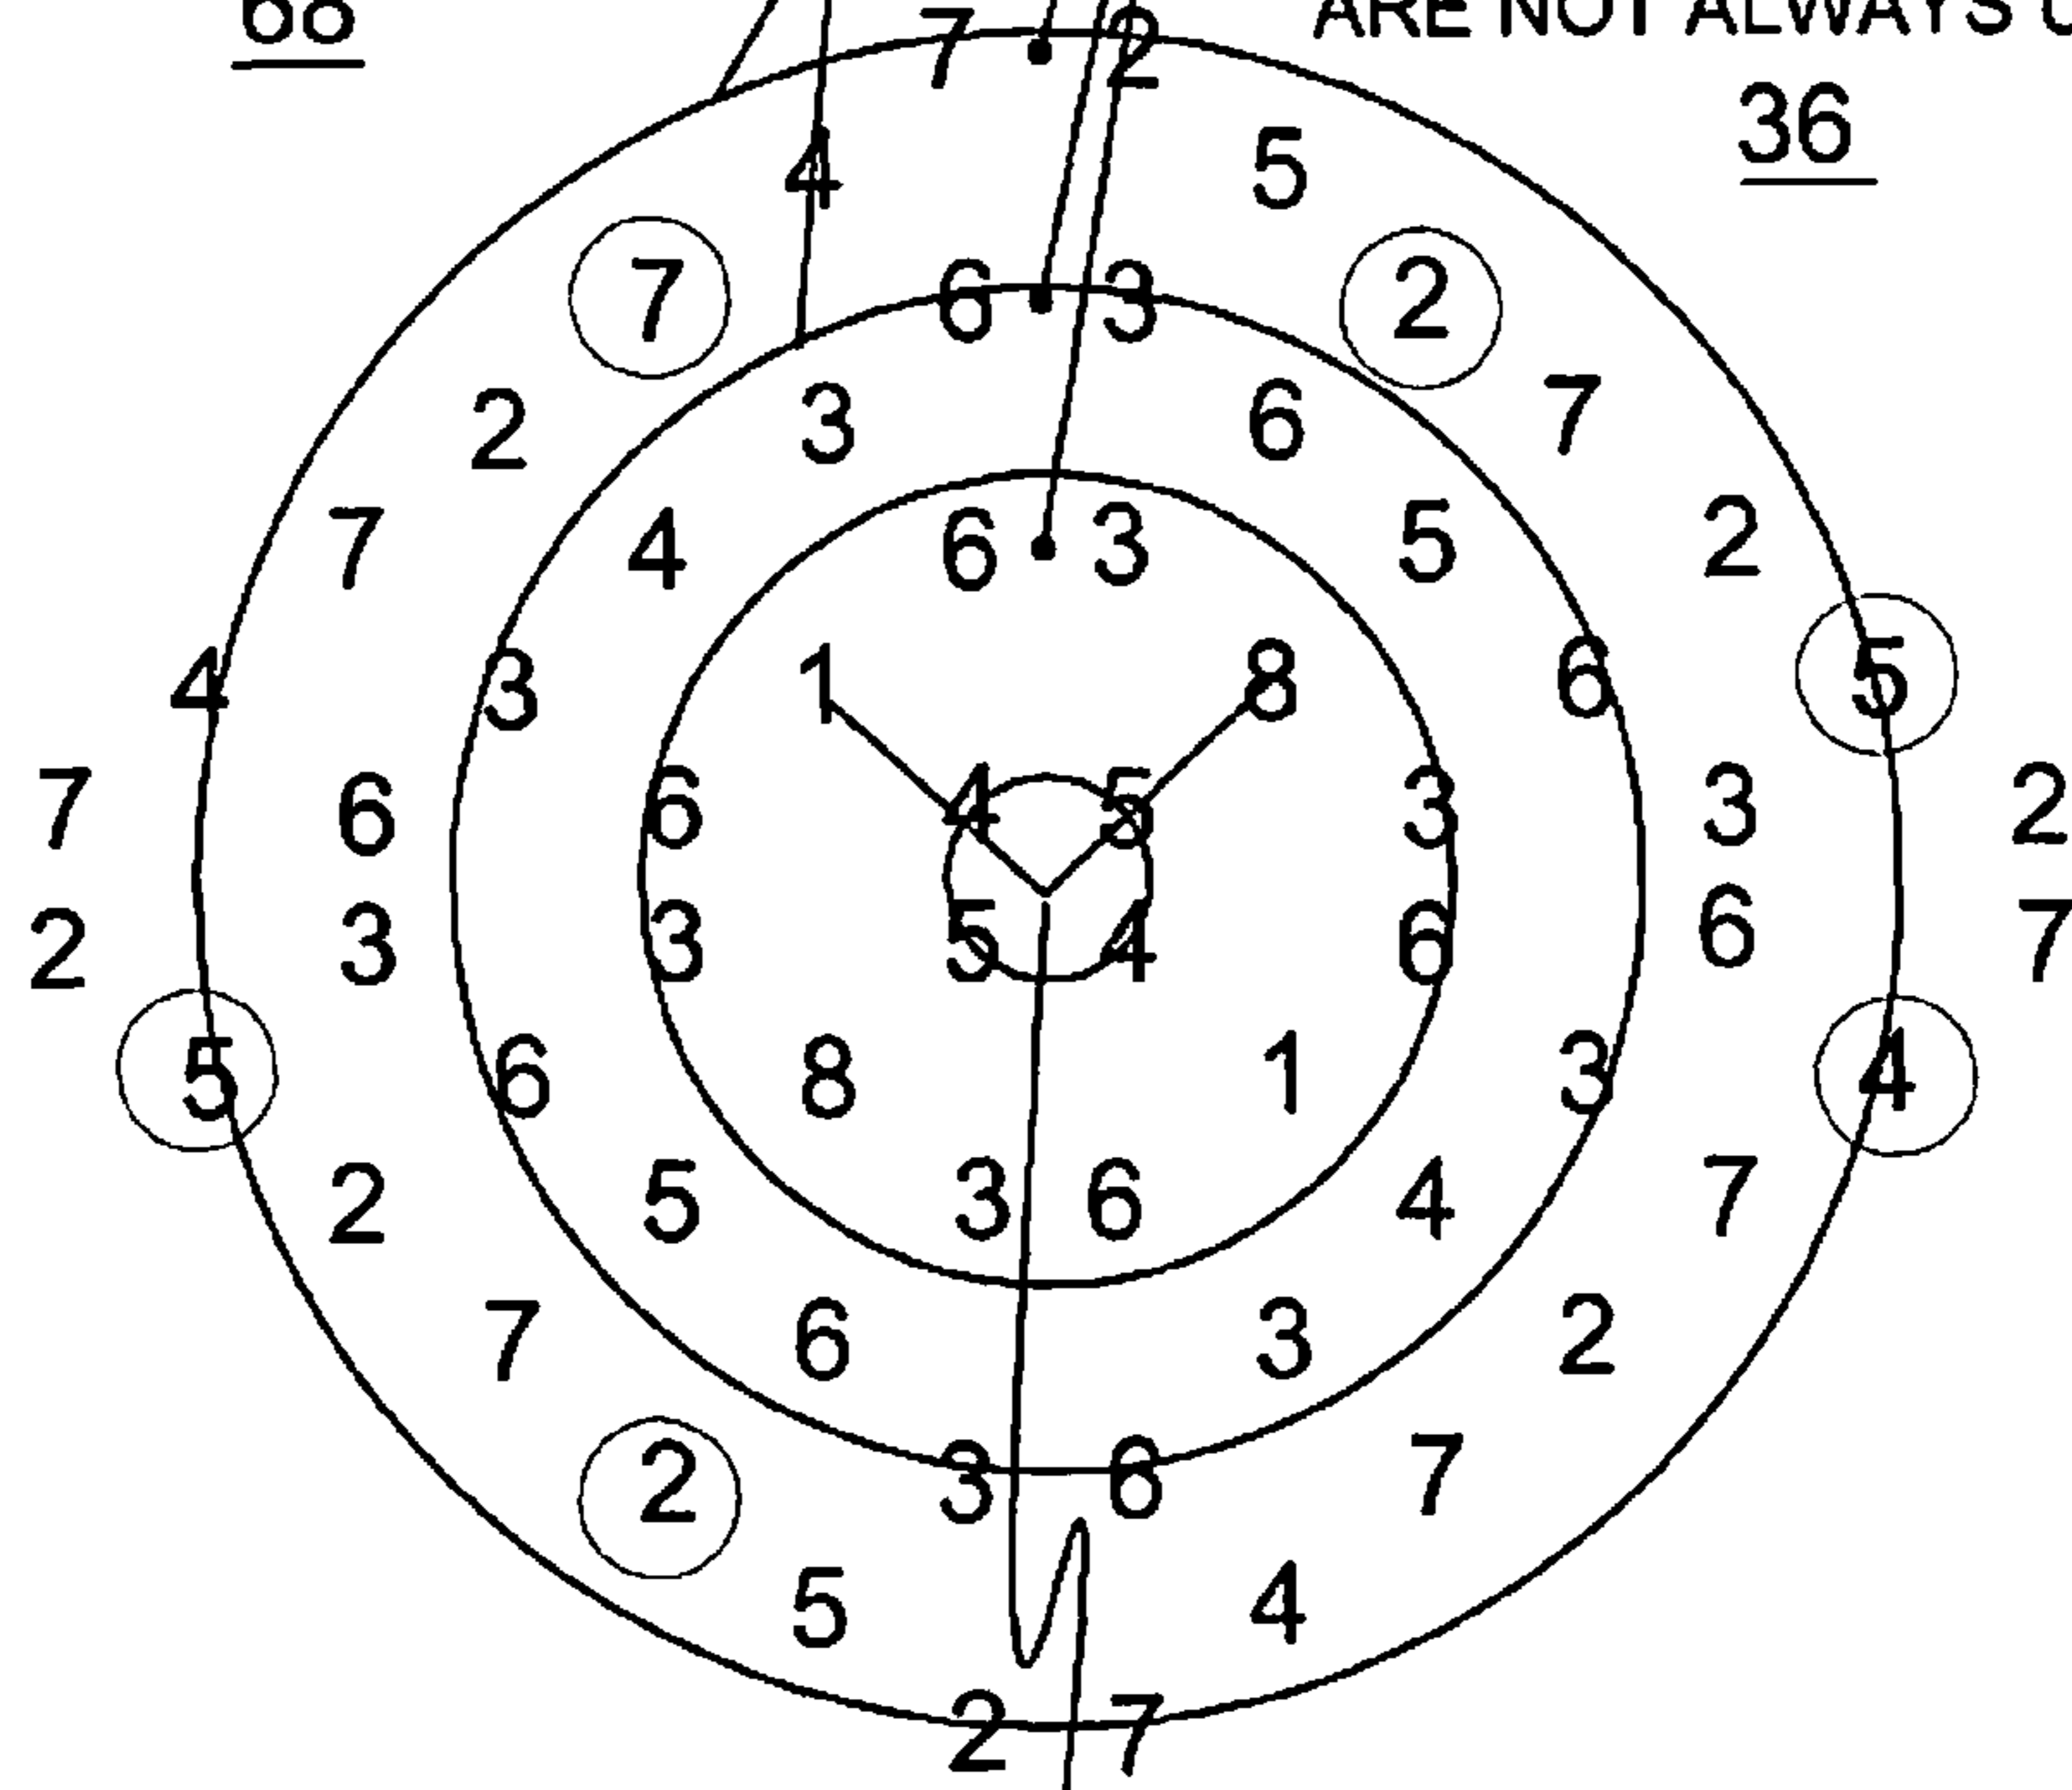 68
ARE NOT ALWAYS
7 2
36
4 5
7 2
6 3
2 3 6 7
7 4 6 3 5 2
4 3 1 8 6 5
7 6 6 4 5 3 3 2
2 3 3 5 4 6 6 7
5 6 8 1 3 4
2 5 3 6 4 7
7 6 3 2
2 3 6 7
5 4
2 7